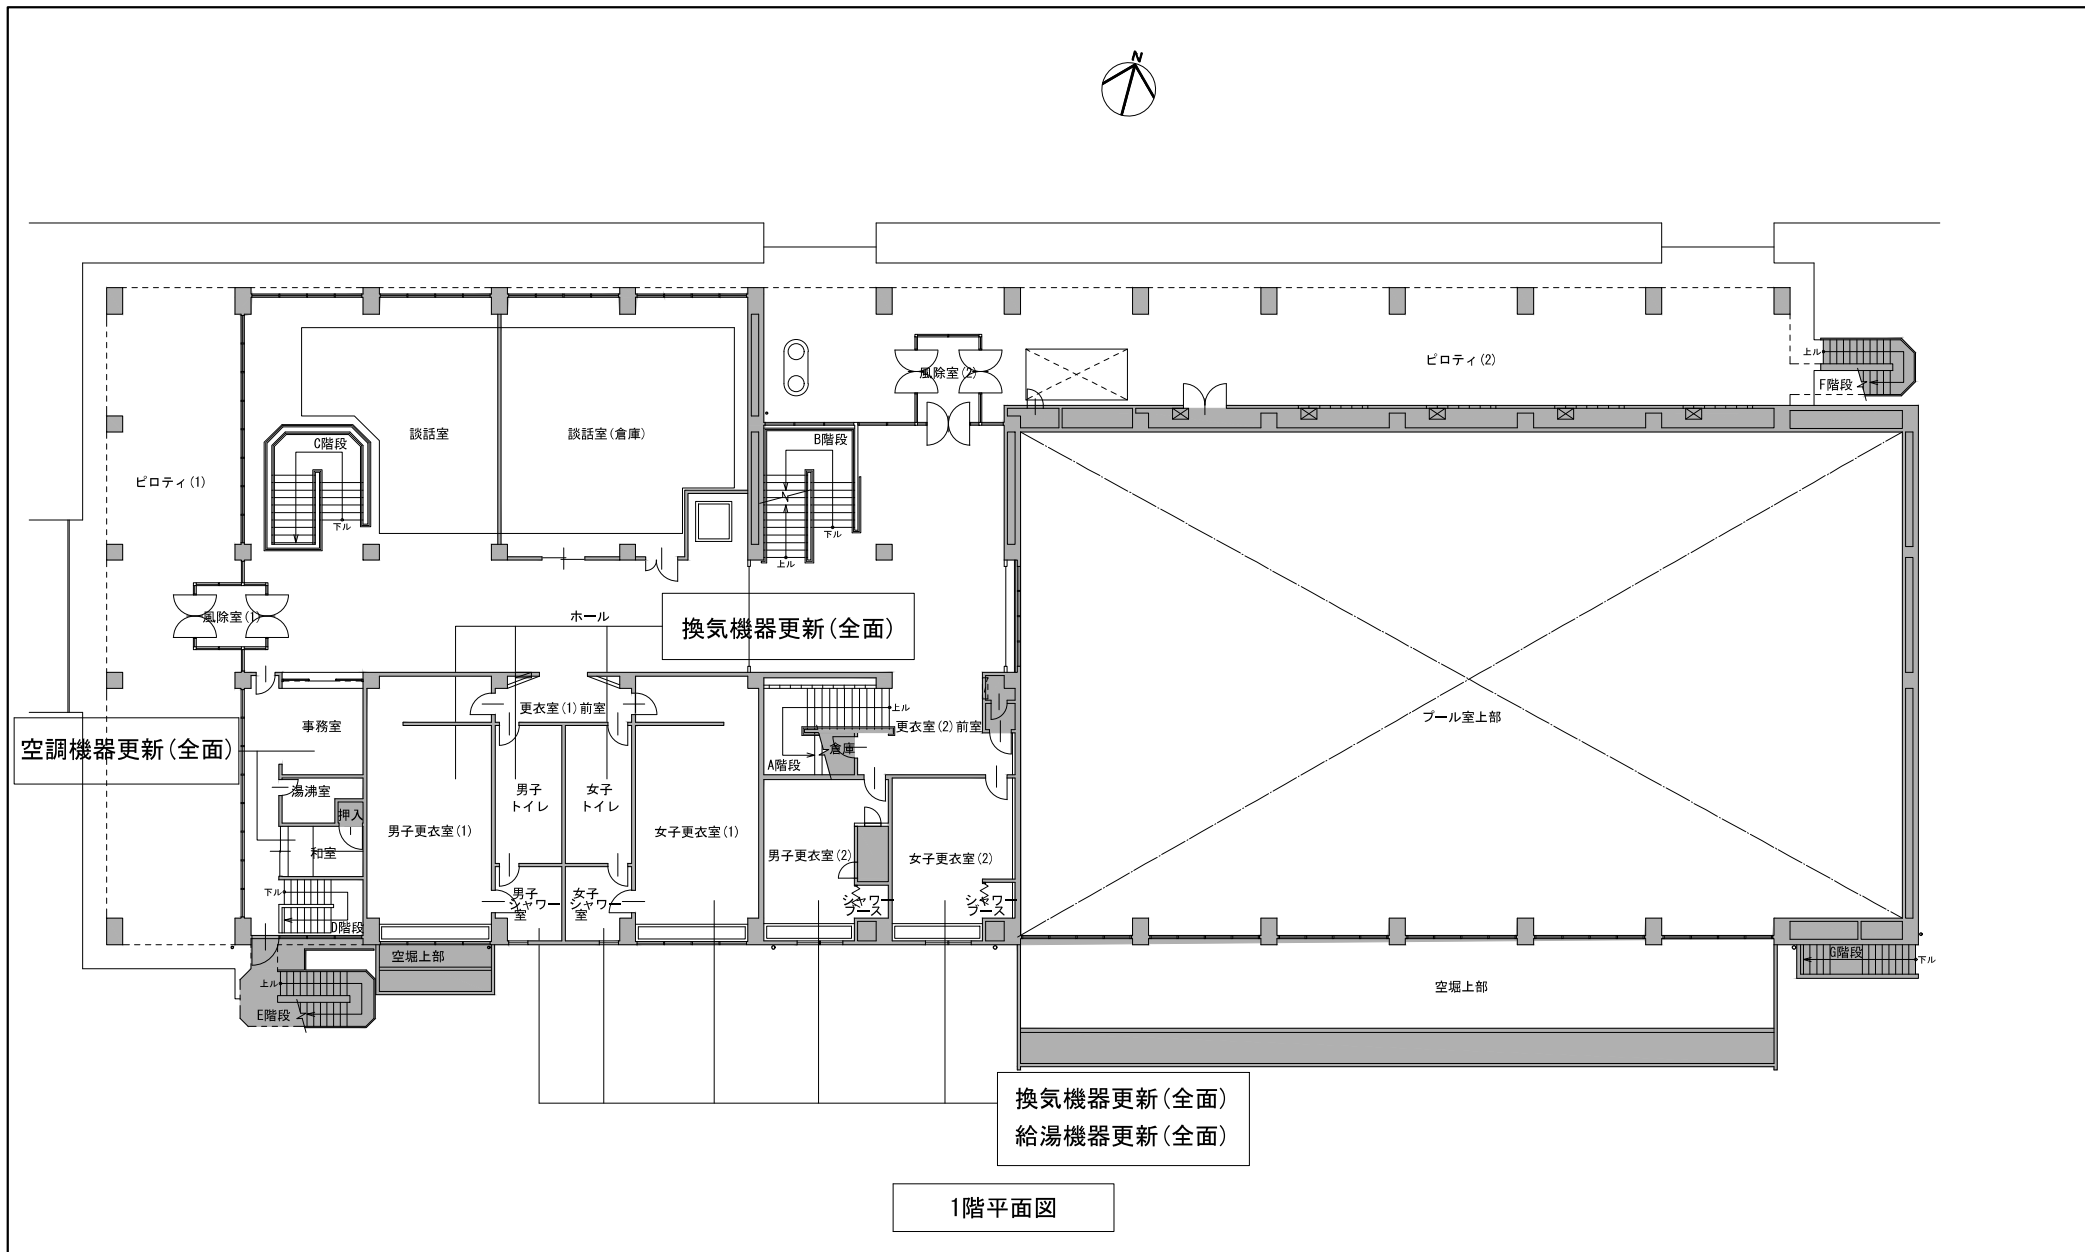 N
ピロティ(2)
上ル
F階段
風除室(2)
談話室
談話室(倉庫)
C階段
B階段
ピロティ(1)
下ル
下ル
上ル
風除室(1)
ホール
換気機器更新(全面)
事務室
更衣室(1)前室
上ル
更衣室(2)前室
プール室上部
空調機器更新(全面)
倉庫
A階段
湯沸室
押入
男子
トイレ
女子
トイレ
男子更衣室(1)
女子更衣室(1)
和室
男子更衣室(2)
女子更衣室(2)
下ル
D階段
男子
シャワー
室
女子
シャワー
室
シャワー
ブース
シャワー
ブース
空堀上部
G階段
下ル
上ル
E階段
空堀上部
換気機器更新(全面)
給湯機器更新(全面)
1階平面図